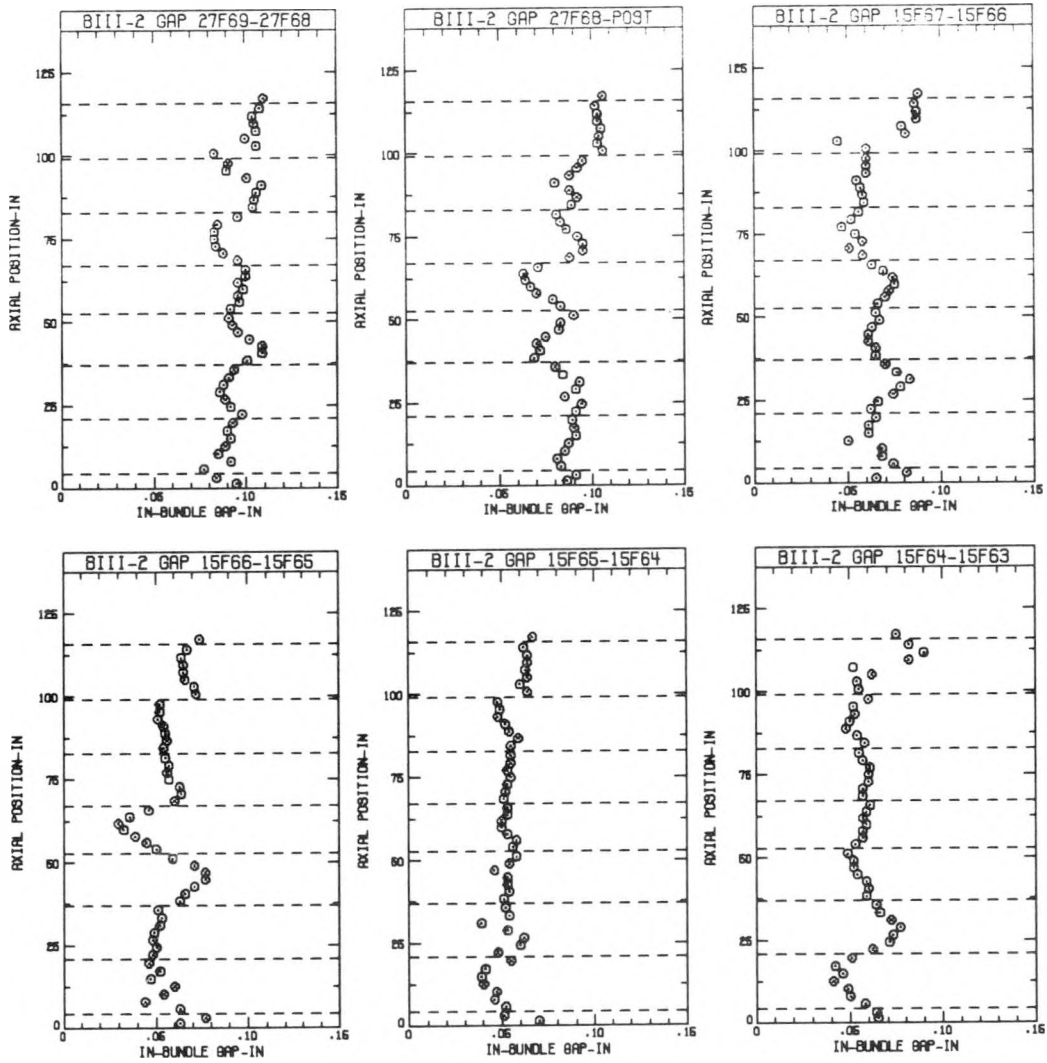 BIII-2 GAP 27F69-27F68
BIII-2 GAP 27F68-POST
BIII-2 GAP 15F67-15F66
125
100
75
50
25
0
AXIAL POSITION-IN
0 .05 .10 .15
IN-BUNDLE GAP-IN
125
100
75
50
25
0
AXIAL POSITION-IN
0 .05 .10 .15
IN-BUNDLE GAP-IN
125
100
75
50
25
0
AXIAL POSITION-IN
0 .05 .10 .15
IN-BUNDLE GAP-IN
BIII-2 GAP 15F66-15F65
BIII-2 GAP 15F65-15F64
BIII-2 GAP 15F64-15F63
125
100
75
50
25
0
AXIAL POSITION-IN
0 .05 .10 .15
IN-BUNDLE GAP-IN
125
100
75
50
25
0
AXIAL POSITION-IN
0 .05 .10 .15
IN-BUNDLE GAP-IN
125
100
75
50
25
0
AXIAL POSITION-IN
0 .05 .10 .15
IN-BUNDLE GAP-IN